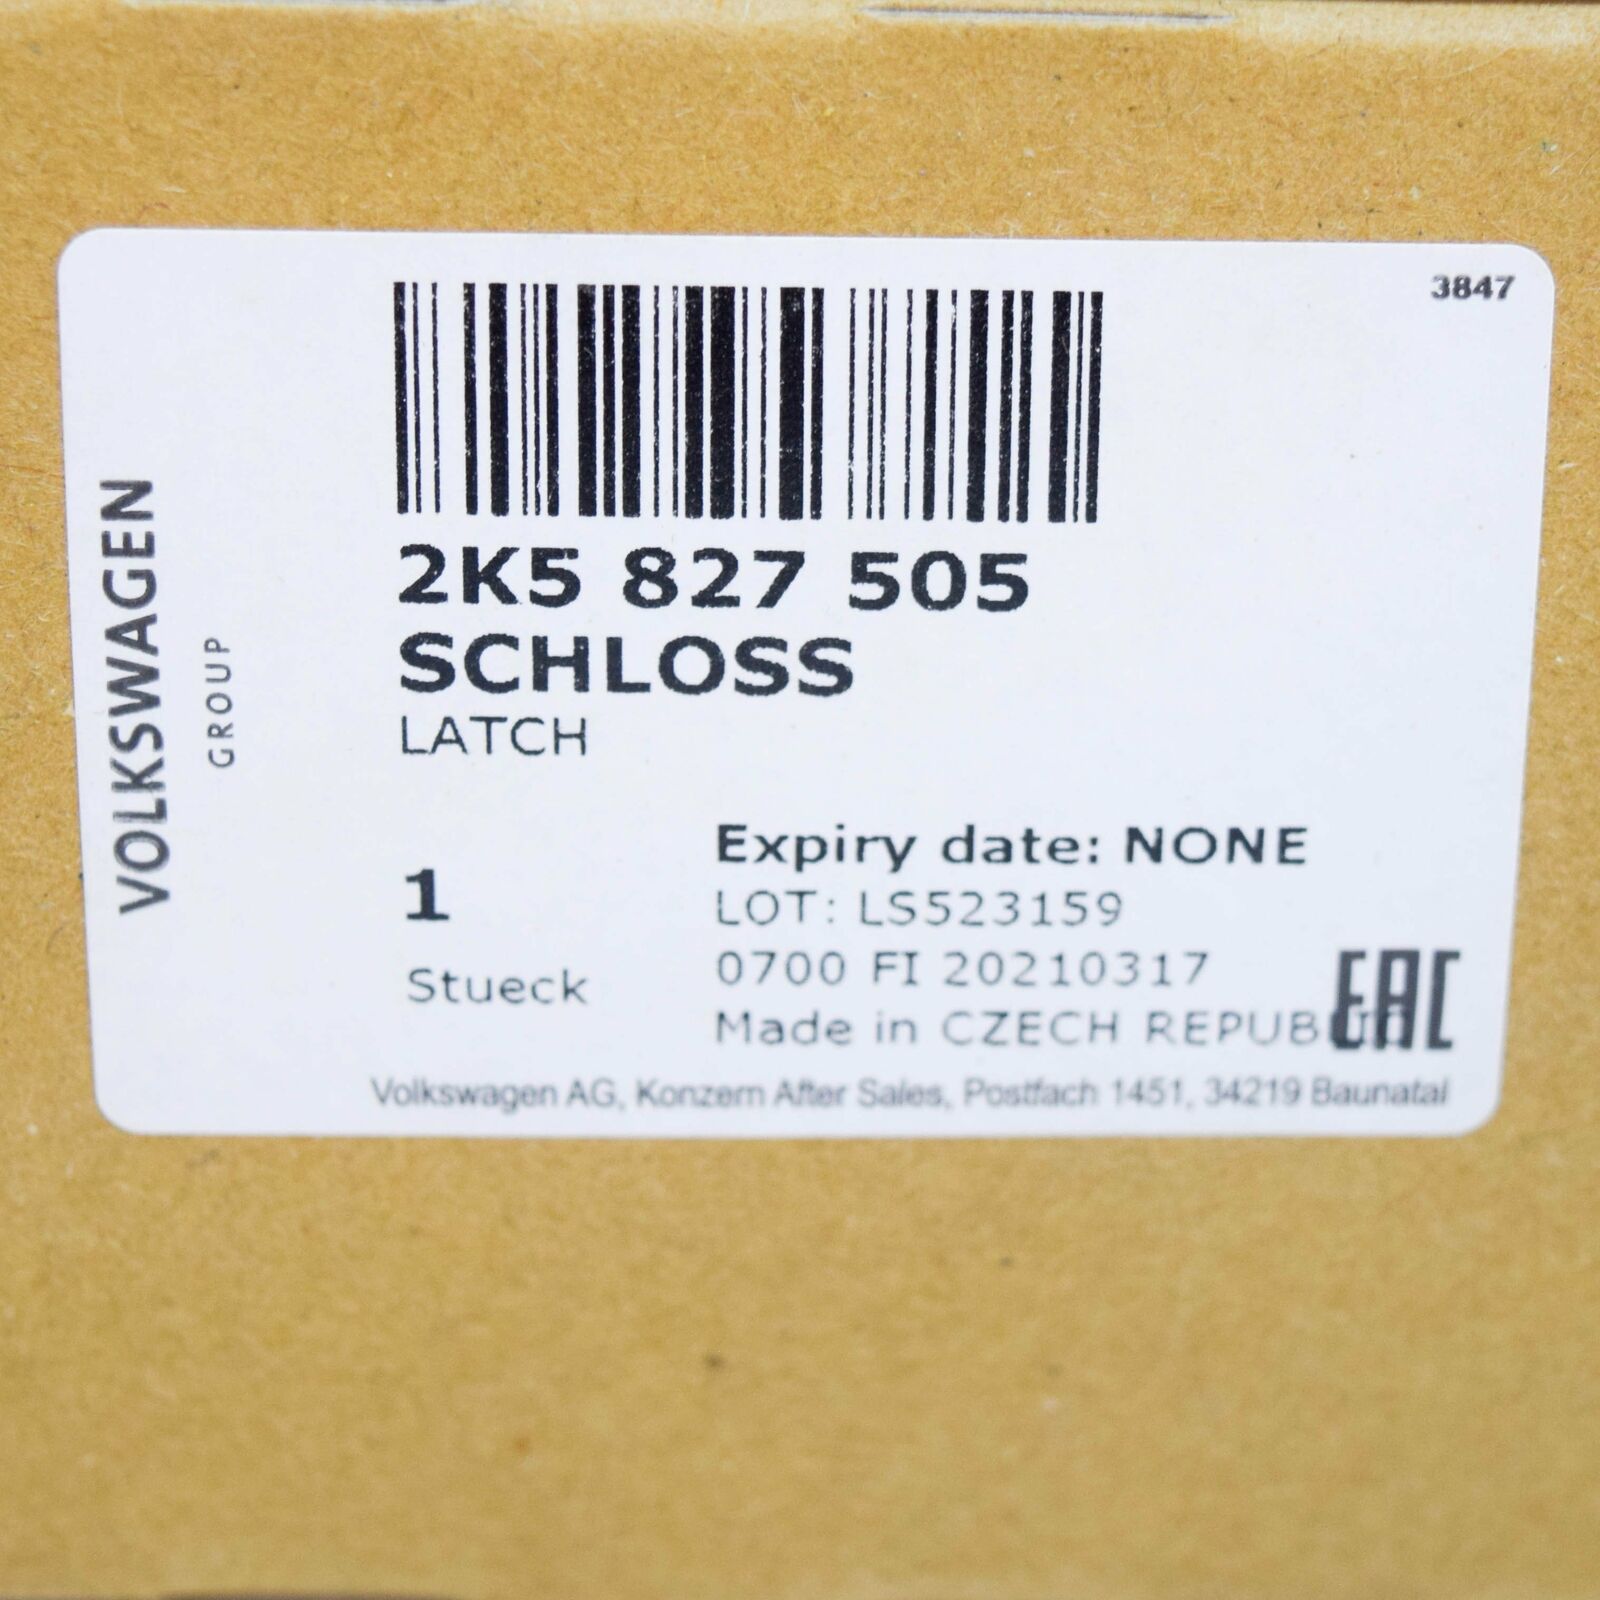 3847
2K5 827 505
SCHLOSS
LATCH
VOLKSWAGEN
GROUP
1
Stueck
Expiry date: NONE
LOT: LS523159
0700 FI 20210317
Made in CZECH REPUBLIC
EAC
Volkswagen AG, Konzern After Sales, Postfach 1451, 34219 Baunatal